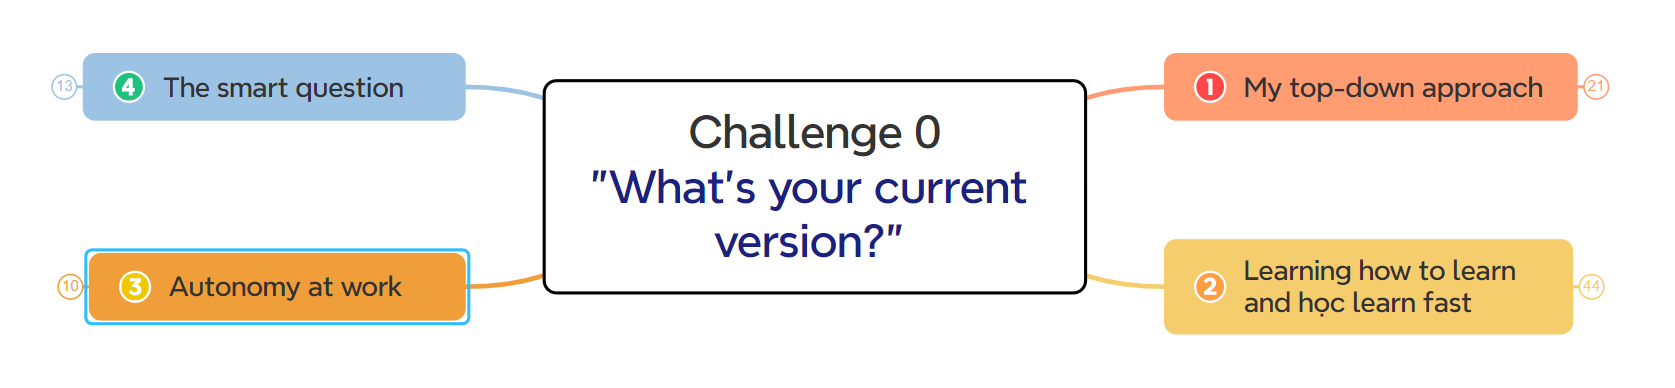 Challenge 0
"What's your current
version?"
1 My top-down approach
21
2 Learning how to learn
and học learn fast
44
3 Autonomy at work
10
4 The smart question
13